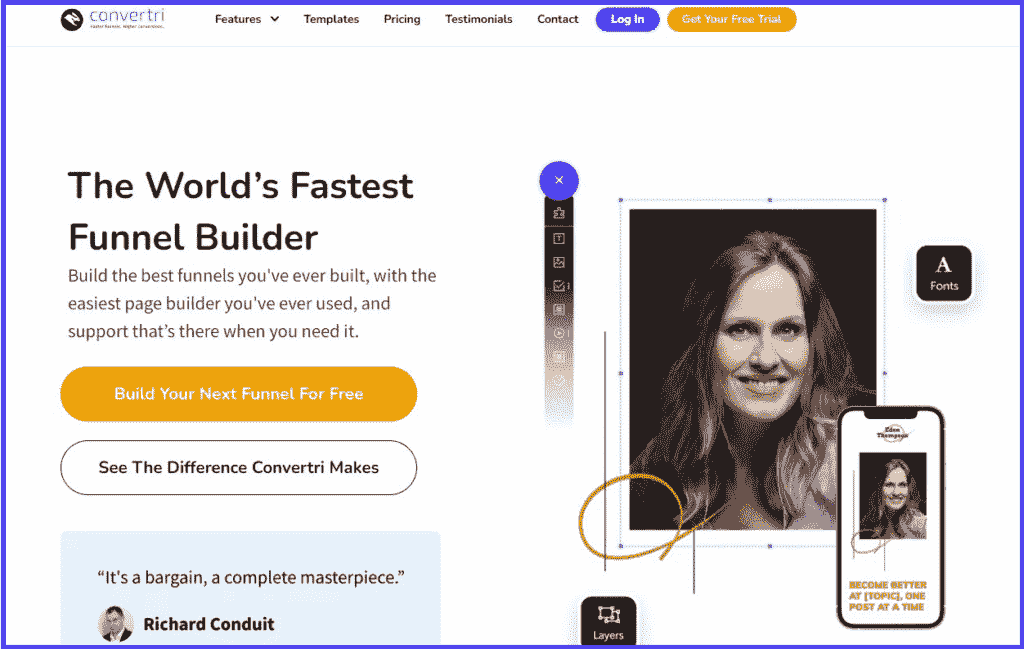 convertri
Faster funnels. Higher conversions.
Features
Templates
Pricing
Testimonials
Contact
Log In
Get Your Free Trial
The World’s Fastest
Funnel Builder
Build the best funnels you've ever built, with the
easiest page builder you've ever used, and
support that’s there when you need it.
Build Your Next Funnel For Free
See The Difference Convertri Makes
“It's a bargain, a complete masterpiece.”
Richard Conduit
T
A
Fonts
Eden
Thompson
BECOME BETTER
AT [TOPIC], ONE
POST AT A TIME
Layers